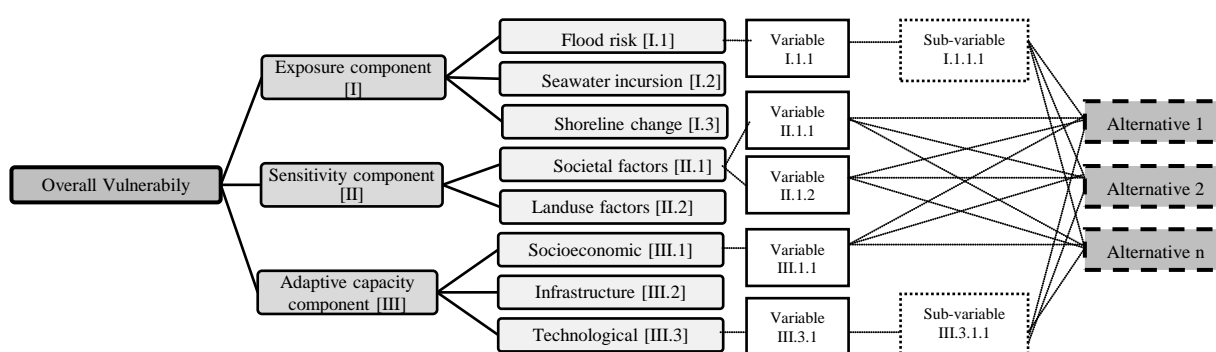 Overall Vulnerabily
Exposure component
[I]
Sensitivity component
[II]
Adaptive capacity
component [III]
Flood risk [I.1]
Seawater incursion [I.2]
Shoreline change [I.3]
Societal factors [II.1]
Landuse factors [II.2]
Socioeconomic [III.1]
Infrastructure [III.2]
Technological [III.3]
Variable
I.1.1
Variable
II.1.1
Variable
II.1.2
Variable
III.1.1
Variable
III.3.1
Sub-variable
I.1.1.1
Sub-variable
III.3.1.1
Alternative 1
Alternative 2
Alternative n